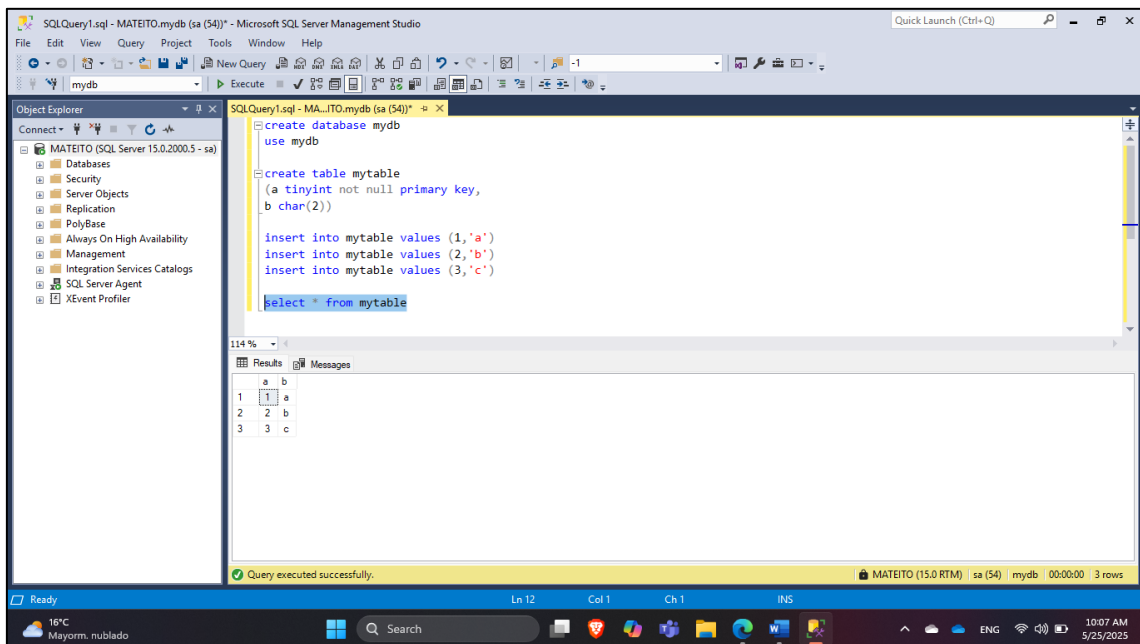 SQLQuery1.sql - MATEITO.mydb (sa (54))* - Microsoft SQL Server Management Studio
Quick Launch (Ctrl+Q)
File Edit View Query Project Tools Window Help
New Query MDX DMX XMLA DAX -1
mydb Execute
Object Explorer
SQLQuery1.sql - MA...ITO.mydb (sa (54))*
Connect
MATEITO (SQL Server 15.0.2000.5 - sa)
Databases
Security
Server Objects
Replication
PolyBase
Always On High Availability
Management
Integration Services Catalogs
SQL Server Agent
XEvent Profiler
create database mydb
use mydb
create table mytable
(a tinyint not null primary key,
b char(2))
insert into mytable values (1,'a')
insert into mytable values (2,'b')
insert into mytable values (3,'c')
select * from mytable
114 %
Results Messages
a b
1 1 a
2 2 b
3 3 c
Query executed successfully.
MATEITO (15.0 RTM) sa (54) mydb 00:00:00 3 rows
Ready Ln 12 Col 1 Ch 1 INS
16°C
Mayorm. nublado
Search
ENG
10:07 AM
5/25/2025